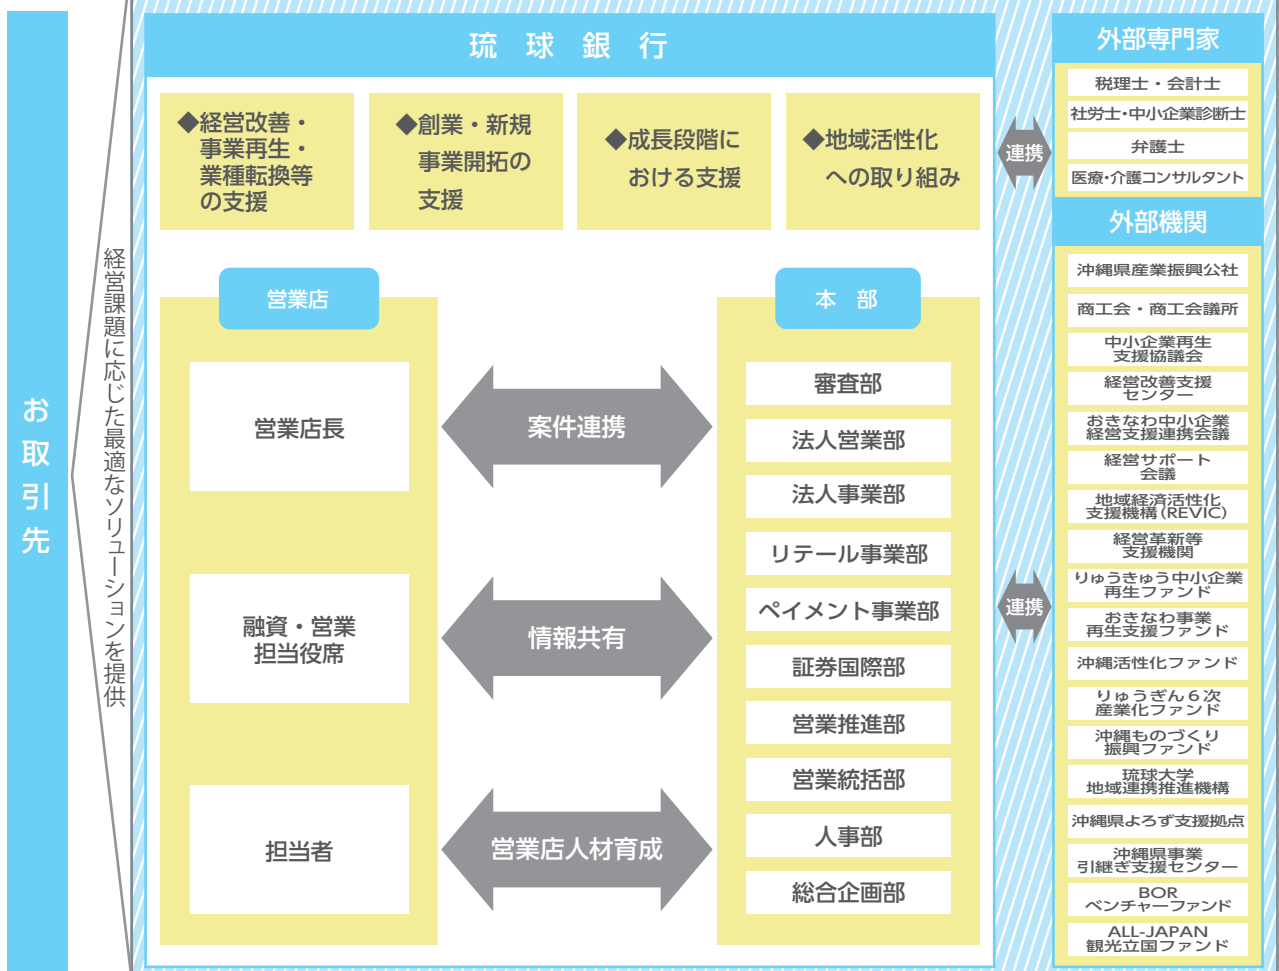 お取引先
経営課題に応じた最適なソリューションを提供
琉球銀行
◆経営改善・
事業再生・
業種転換等
の支援
◆創業・新規
事業開拓の
支援
◆成長段階に
おける支援
◆地域活性化
への取り組み
営業店
営業店長
融資・営業
担当役席
担当者
案件連携
情報共有
営業店人材育成
本部
審査部
法人営業部
法人事業部
リテール事業部
ペイメント事業部
証券国際部
営業推進部
営業統括部
人事部
総合企画部
連携
連携
外部専門家
税理士・会計士
社労士・中小企業診断士
弁護士
医療・介護コンサルタント
外部機関
沖縄県産業振興公社
商工会・商工会議所
中小企業再生
支援協議会
経営改善支援
センター
おきなわ中小企業
経営支援連携会議
経営サポート
会議
地域経済活性化
支援機構(REVIC)
経営革新等
支援機関
りゅうきゅう中小企業
再生ファンド
おきなわ事業
再生支援ファンド
沖縄活性化ファンド
りゅうぎん6次
産業化ファンド
沖縄ものづくり
振興ファンド
琉球大学
地域連携推進機構
沖縄県よろず支援拠点
沖縄県事業
引継ぎ支援センター
BOR
ベンチャーファンド
ALL-JAPAN
観光立国ファンド